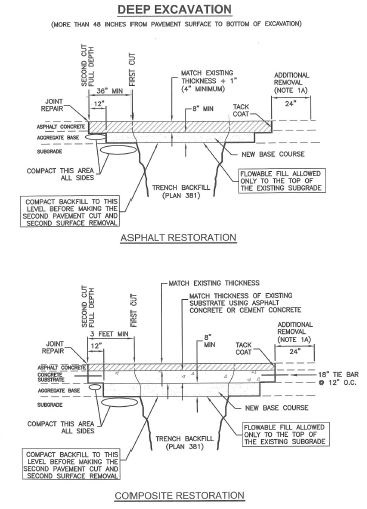 DEEP EXCAVATION
(MORE THAN 48 INCHES FROM PAVEMENT SURFACE TO BOTTOM OF EXCAVATION)
SECOND CUT
FULL DEPTH
FIRST CUT
36" MIN
MATCH EXISTING
THICKNESS + 1"
(4" MINIMUM)
ADDITIONAL
REMOVAL
(NOTE 1A)
JOINT
REPAIR
12"
8" MIN
TACK
COAT
24"
ASPHALT CONCRETE
AGGREGATE BASE
SUBGRADE
NEW BASE COURSE
COMPACT THIS AREA
ALL SIDES
FLOWABLE FILL ALLOWED
ONLY TO THE TOP OF
THE EXISTING SUBGRADE
TRENCH BACKFILL
(PLAN 381)
COMPACT BACKFILL TO THIS
LEVEL BEFORE MAKING THE
SECOND PAVEMENT CUT AND
SECOND SURFACE REMOVAL
ASPHALT RESTORATION
SECOND CUT
FULL DEPTH
FIRST CUT
MATCH EXISTING THICKNESS
MATCH THICKNESS OF EXISTING
SUBSTRATE USING ASPHALT
CONCRETE OR CEMENT CONCRETE
3 FEET MIN
ADDITIONAL
REMOVAL
(NOTE 1A)
JOINT
REPAIR
12"
8"
MIN
TACK
COAT
24"
ASPHALT CONCRETE
CONCRETE
SUBSTRATE
18" TIE BAR
@ 12" O.C.
AGGREGATE BASE
SUBGRADE
NEW BASE COURSE
COMPACT THIS AREA
ALL SIDES
FLOWABLE FILL ALLOWED
ONLY TO THE TOP OF
THE EXISTING SUBGRADE
TRENCH BACKFILL
(PLAN 381)
COMPACT BACKFILL TO THIS
LEVEL BEFORE MAKING THE
SECOND PAVEMENT CUT AND
SECOND SURFACE REMOVAL
COMPOSITE RESTORATION